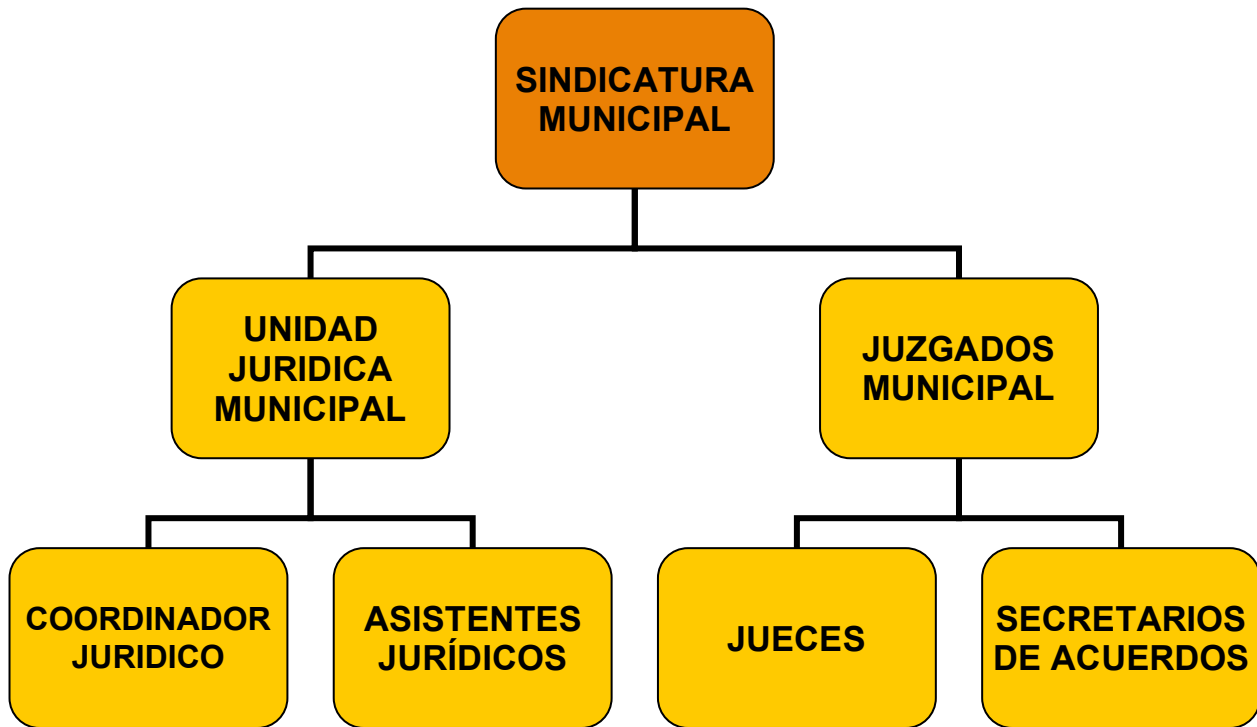 SINDICATURA
MUNICIPAL
UNIDAD
JURIDICA
MUNICIPAL
JUZGADOS
MUNICIPAL
COORDINADOR
JURIDICO
ASISTENTES
JURÍDICOS
JUECES
SECRETARIOS
DE ACUERDOS